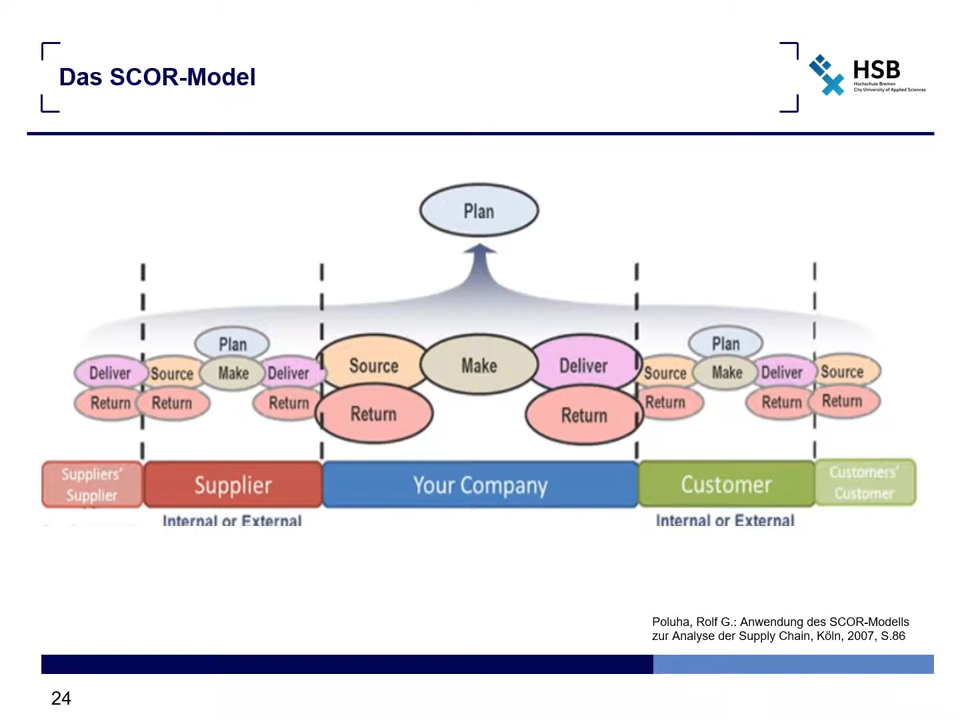 Das SCOR-Model
HSB
Hochschule Bremen
City University of Applied Sciences
Plan
Plan
Plan
Deliver
Source
Make
Deliver
Source
Make
Deliver
Source
Make
Deliver
Source
Return
Return
Return
Return
Return
Return
Return
Return
Suppliers'
Supplier
Supplier
Your Company
Customer
Customers'
Customer
Internal or External
Internal or External
Poluha, Rolf G.: Anwendung des SCOR-Modells
zur Analyse der Supply Chain, Köln, 2007, S.86
24